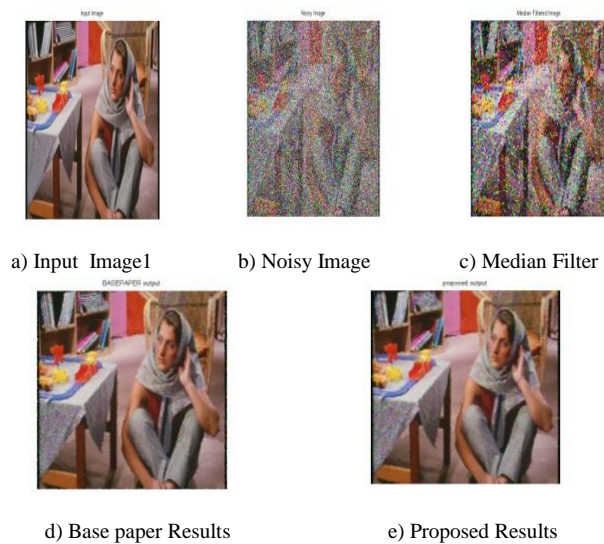 Input Image
Noisy Image
Median Filtered Image
a) Input Image1
b) Noisy Image
c) Median Filter
BASEPAPER output
proposed output
d) Base paper Results
e) Proposed Results